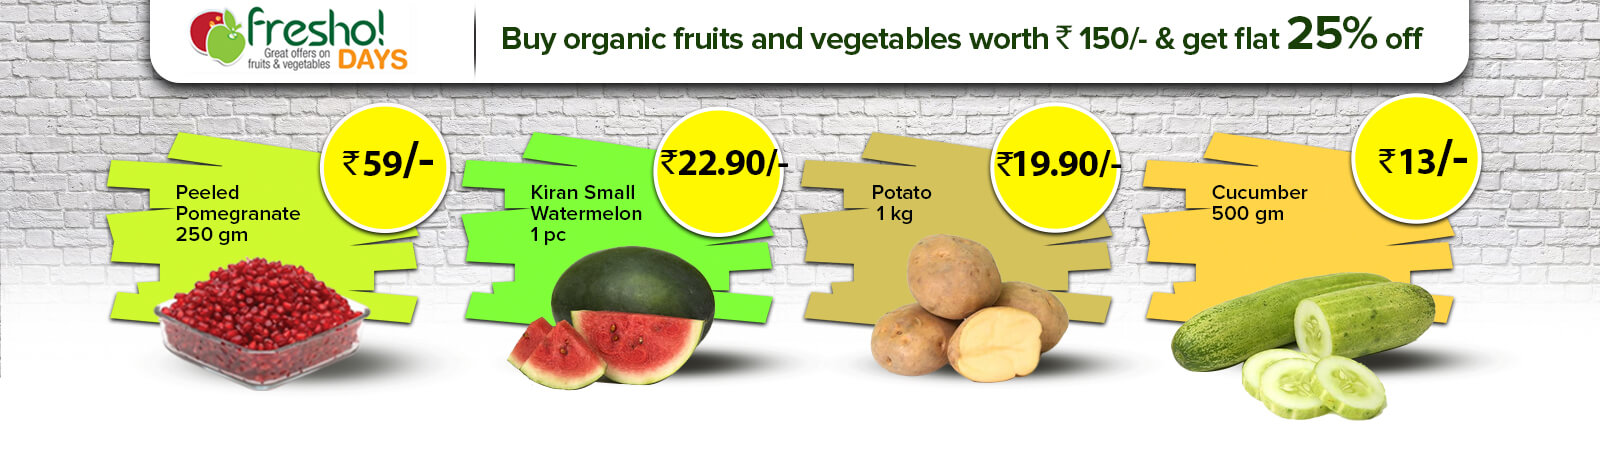 fresho!
Great offers on
fruits & vegetables DAYS
Buy organic fruits and vegetables worth ₹ 150/- & get flat 25% off
Peeled
Pomegranate
250 gm
₹59/-
Kiran Small
Watermelon
1 pc
₹22.90/-
Potato
1 kg
₹19.90/-
Cucumber
500 gm
₹13/-